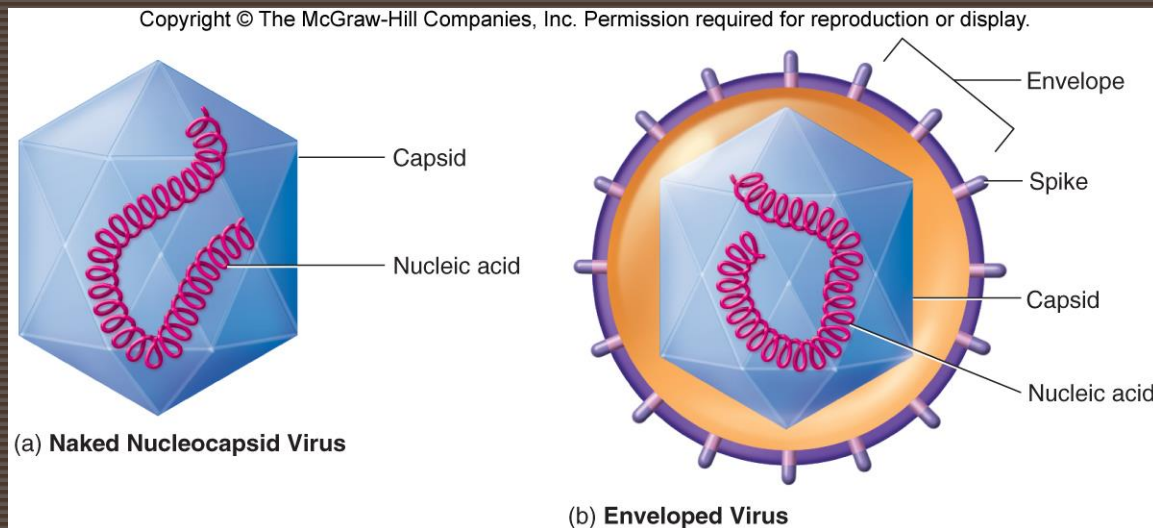 Copyright © The McGraw-Hill Companies, Inc. Permission required for reproduction or display.
Capsid
Nucleic acid
(a) Naked Nucleocapsid Virus
Envelope
Spike
Capsid
Nucleic acid
(b) Enveloped Virus